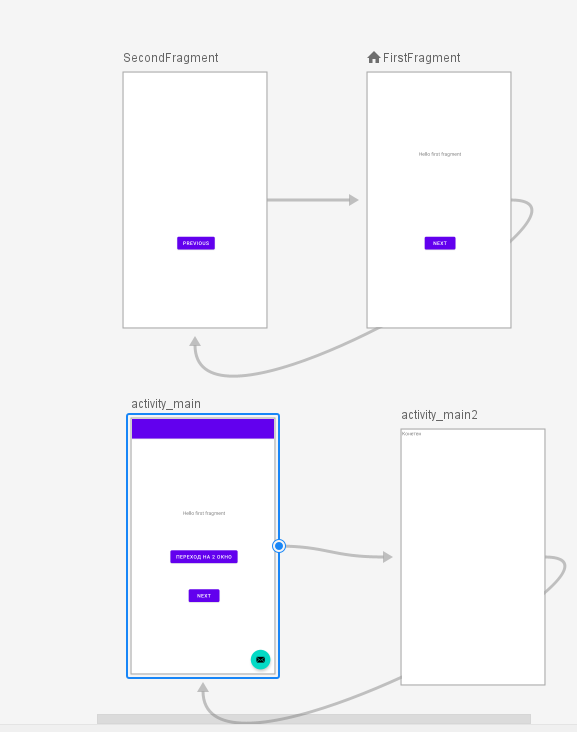 SecondFragment
FirstFragment
Hello first fragment
PREVIOUS
NEXT
activity_main
activity_main2
Hello first fragment
ПЕРЕХОД НА 2 ОКНО
NEXT